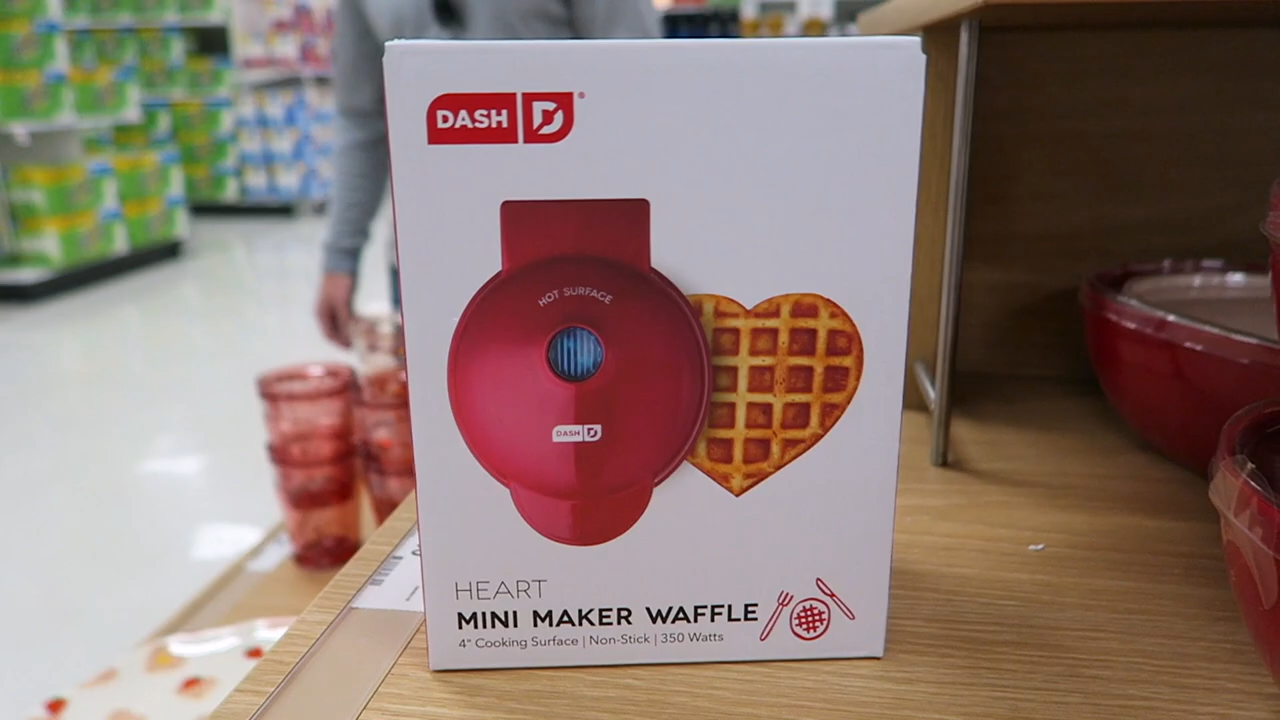 DASH D®
HOT SURFACE
DASH D
HEART
MINI MAKER WAFFLE
4" Cooking Surface | Non-Stick | 350 Watts